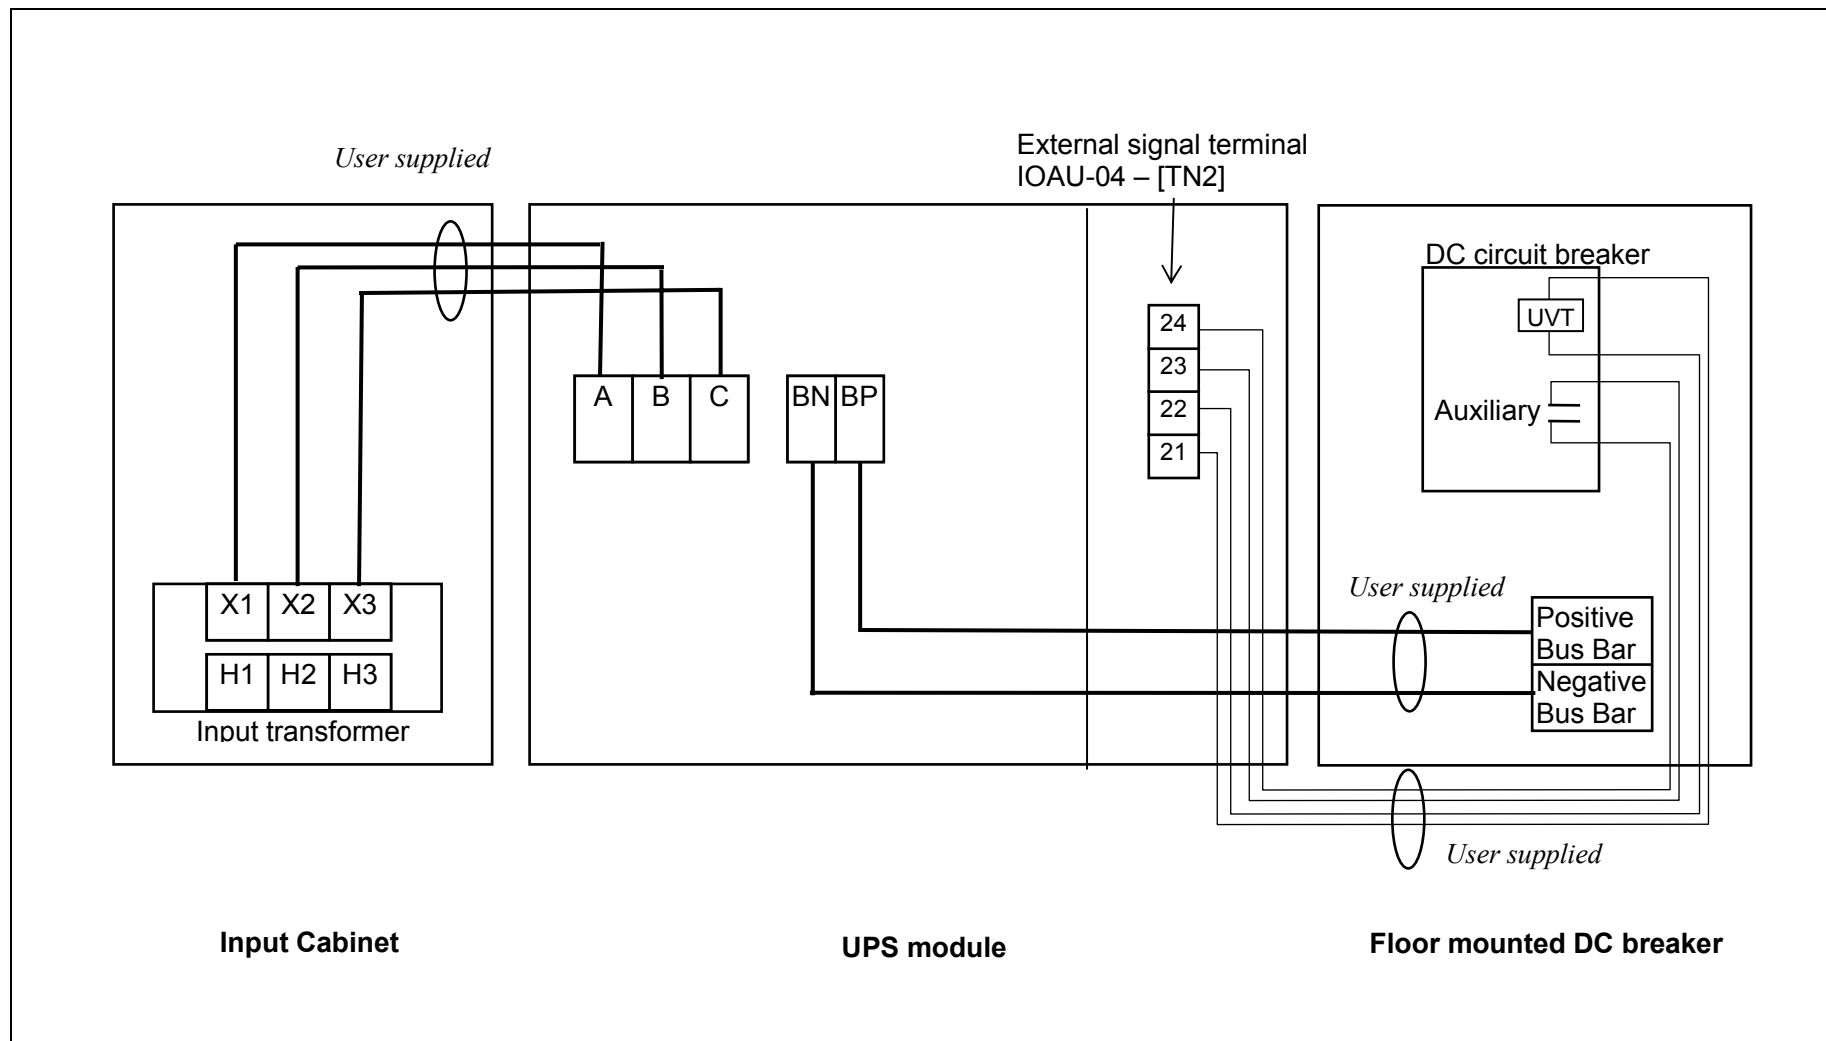 User supplied
External signal terminal
IOAU-04 – [TN2]
DC circuit breaker
UVT
Auxiliary
24
23
22
21
A B C
BN BP
User supplied
Positive
Bus Bar
Negative
Bus Bar
X1 X2 X3
H1 H2 H3
Input transformer
User supplied
Input Cabinet
UPS module
Floor mounted DC breaker